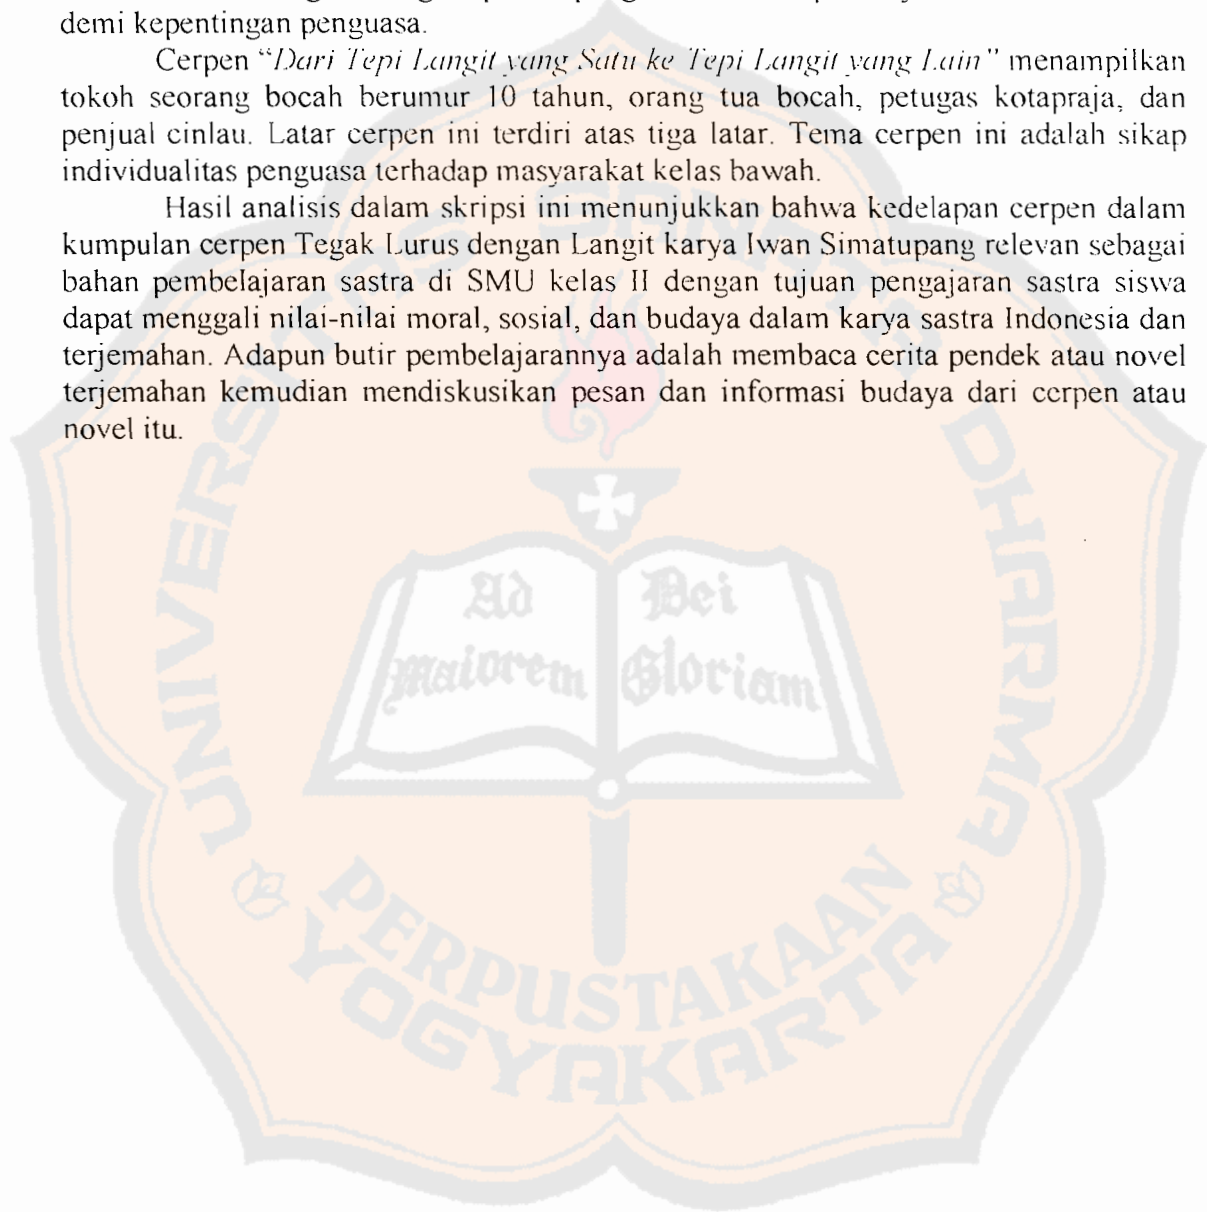 demi kepentingan penguasa.
Cerpen “Dari Tepi Langit yang Satu ke Tepi Langit yang Lain” menampilkan
tokoh seorang bocah berumur 10 tahun, orang tua bocah, petugas kotapraja, dan
penjual cinlau. Latar cerpen ini terdiri atas tiga latar. Tema cerpen ini adalah sikap
individualitas penguasa terhadap masyarakat kelas bawah.
Hasil analisis dalam skripsi ini menunjukkan bahwa kedelapan cerpen dalam
kumpulan cerpen Tegak Lurus dengan Langit karya Iwan Simatupang relevan sebagai
bahan pembelajaran sastra di SMU kelas II dengan tujuan pengajaran sastra siswa
dapat menggali nilai-nilai moral, sosial, dan budaya dalam karya sastra Indonesia dan
terjemahan. Adapun butir pembelajarannya adalah membaca cerita pendek atau novel
terjemahan kemudian mendiskusikan pesan dan informasi budaya dari cerpen atau
novel itu.
UNIVERSITAS SANATA DHARMA
Ad Dei
maiorem Gloriam
PERPUSTAKAAN
YOGYAKARTA